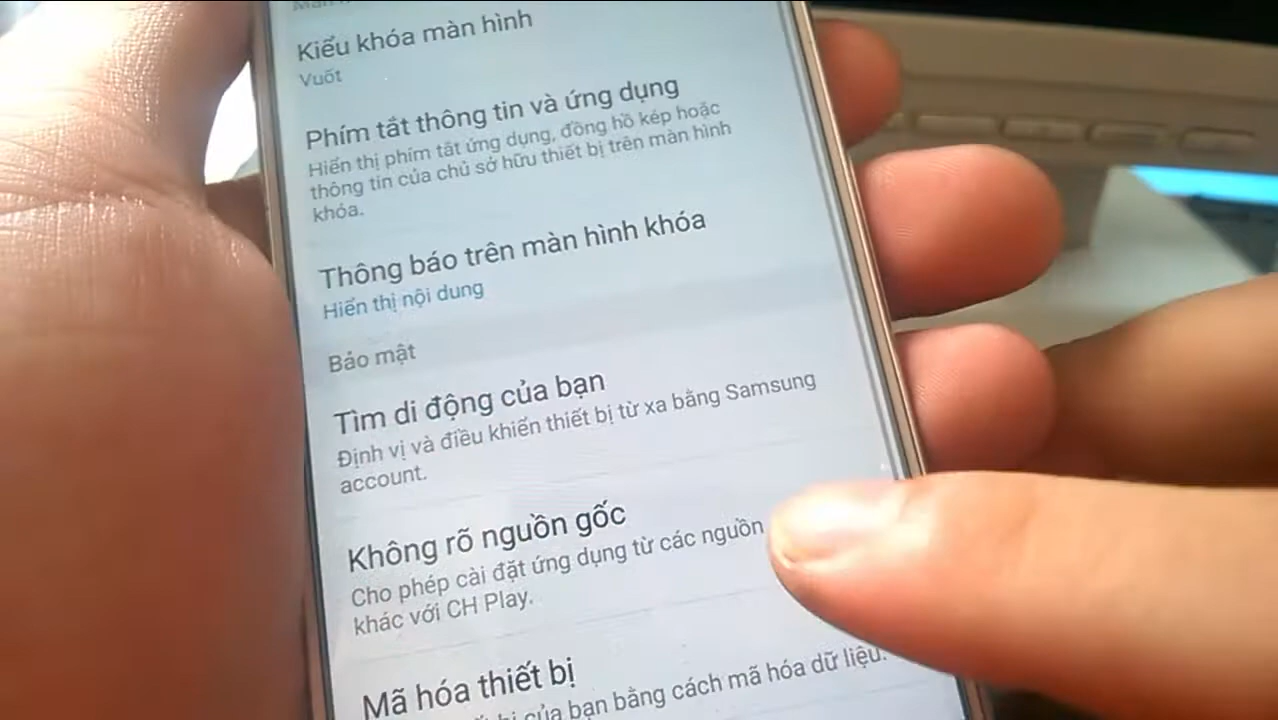 Kiểu khóa màn hình
Vuốt
Phím tắt thông tin và ứng dụng
Hiển thị phím tắt ứng dụng, đồng hồ kép hoặc
thông tin của chủ sở hữu thiết bị trên màn hình
khóa.
Thông báo trên màn hình khóa
Hiển thị nội dung
Bảo mật
Tìm di động của bạn
Định vị và điều khiển thiết bị từ xa bằng Samsung
account.
Không rõ nguồn gốc
Cho phép cài đặt ứng dụng từ các nguồn
khác với CH Play.
Mã hóa thiết bị
của bạn bằng cách mã hóa dữ liệu.